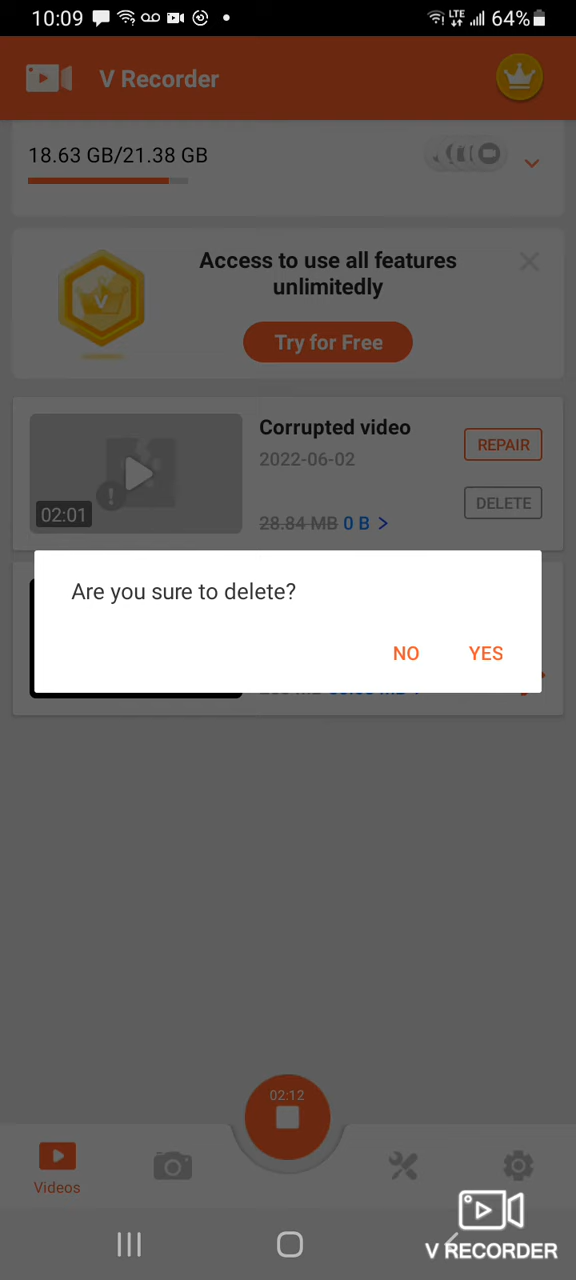 10:09 LTE 64%
V Recorder
18.63 GB/21.38 GB
Access to use all features
unlimitedly
V
Try for Free
Corrupted video
2022-06-02
REPAIR
DELETE
02:01
28.84 MB 0 B >
Are you sure to delete?
NO YES
02:12
Videos
V RECORDER